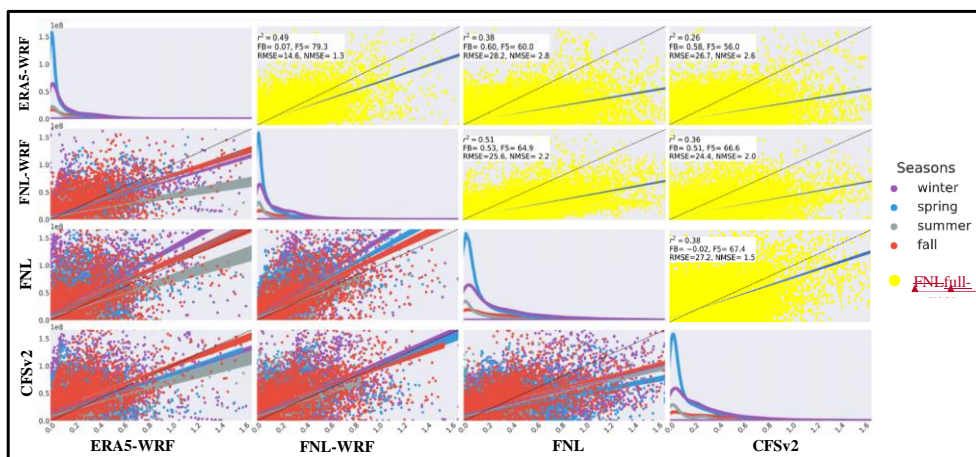 1e8
ERA5-WRF
1.5
1.0
0.5
0.0
r² = 0.49
FB= 0.07, F5= 79.3
RMSE=14.6, NMSE= 1.3
r² = 0.38
FB= 0.60, F5= 60.0
RMSE=28.2, NMSE= 2.8
r² = 0.26
FB= 0.58, F5= 56.0
RMSE=26.7, NMSE= 2.6
1e8
FNL-WRF
1.5
1.0
0.5
0.0
r² = 0.51
FB= 0.53, F5= 64.9
RMSE=25.6, NMSE= 2.2
r² = 0.36
FB= 0.51, F5= 66.6
RMSE=24.4, NMSE= 2.0
Seasons
winter
spring
summer
fall
1e8
FNL
1.5
1.0
0.5
0.0
r² = 0.38
FB= −0.02, F5= 67.4
RMSE=27.2, NMSE= 1.5
FNLfull-
1e8
CFSv2
1.5
1.0
0.5
0.0
0.0 0.2 0.4 0.6 0.8 1.0 1.2 1.4 1.6
0.0 0.2 0.4 0.6 0.8 1.0 1.2 1.4 1.6
0.0 0.2 0.4 0.6 0.8 1.0 1.2 1.4 1.6
0.0 0.2 0.4 0.6 0.8 1.0 1.2 1.4 1.6
ERA5-WRF FNL-WRF FNL CFSv2